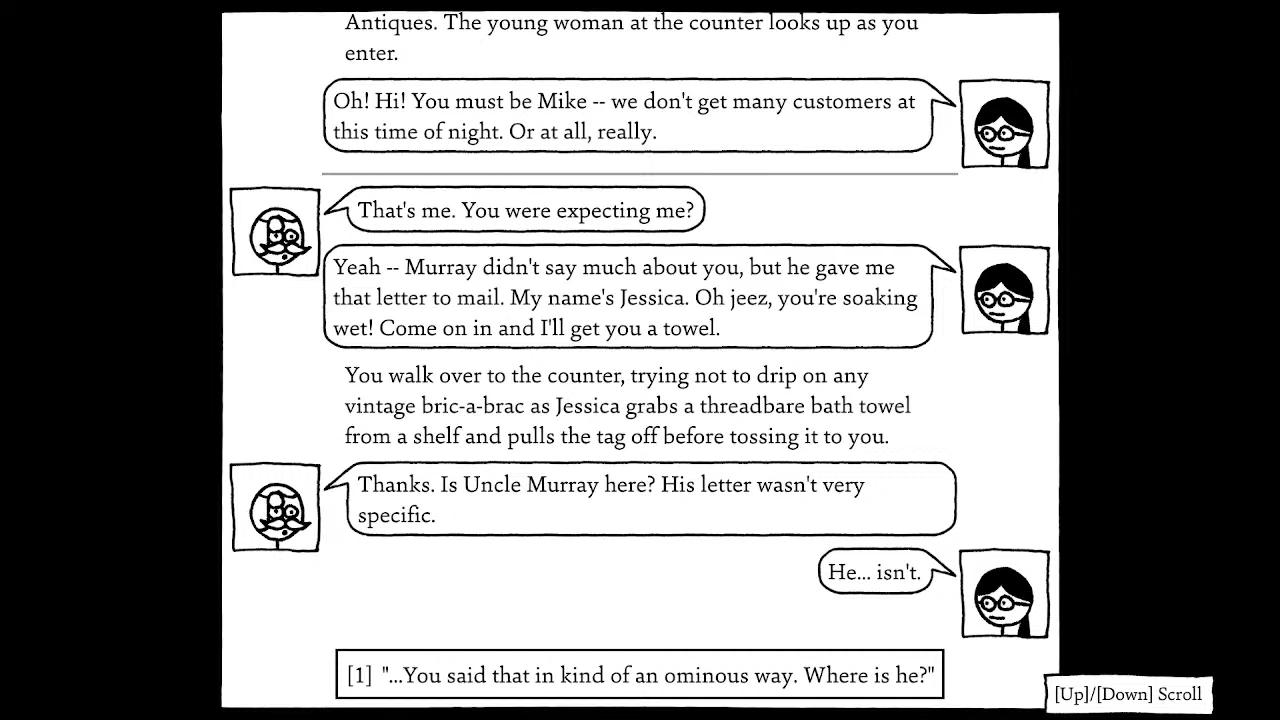 Antiques. The young woman at the counter looks up as you
enter.
Oh! Hi! You must be Mike -- we don't get many customers at
this time of night. Or at all, really.
That's me. You were expecting me?
Yeah -- Murray didn't say much about you, but he gave me
that letter to mail. My name's Jessica. Oh jeez, you're soaking
wet! Come on in and I'll get you a towel.
You walk over to the counter, trying not to drip on any
vintage bric-a-brac as Jessica grabs a threadbare bath towel
from a shelf and pulls the tag off before tossing it to you.
Thanks. Is Uncle Murray here? His letter wasn't very
specific.
He... isn't.
[1] "...You said that in kind of an ominous way. Where is he?"
[Up]/[Down] Scroll